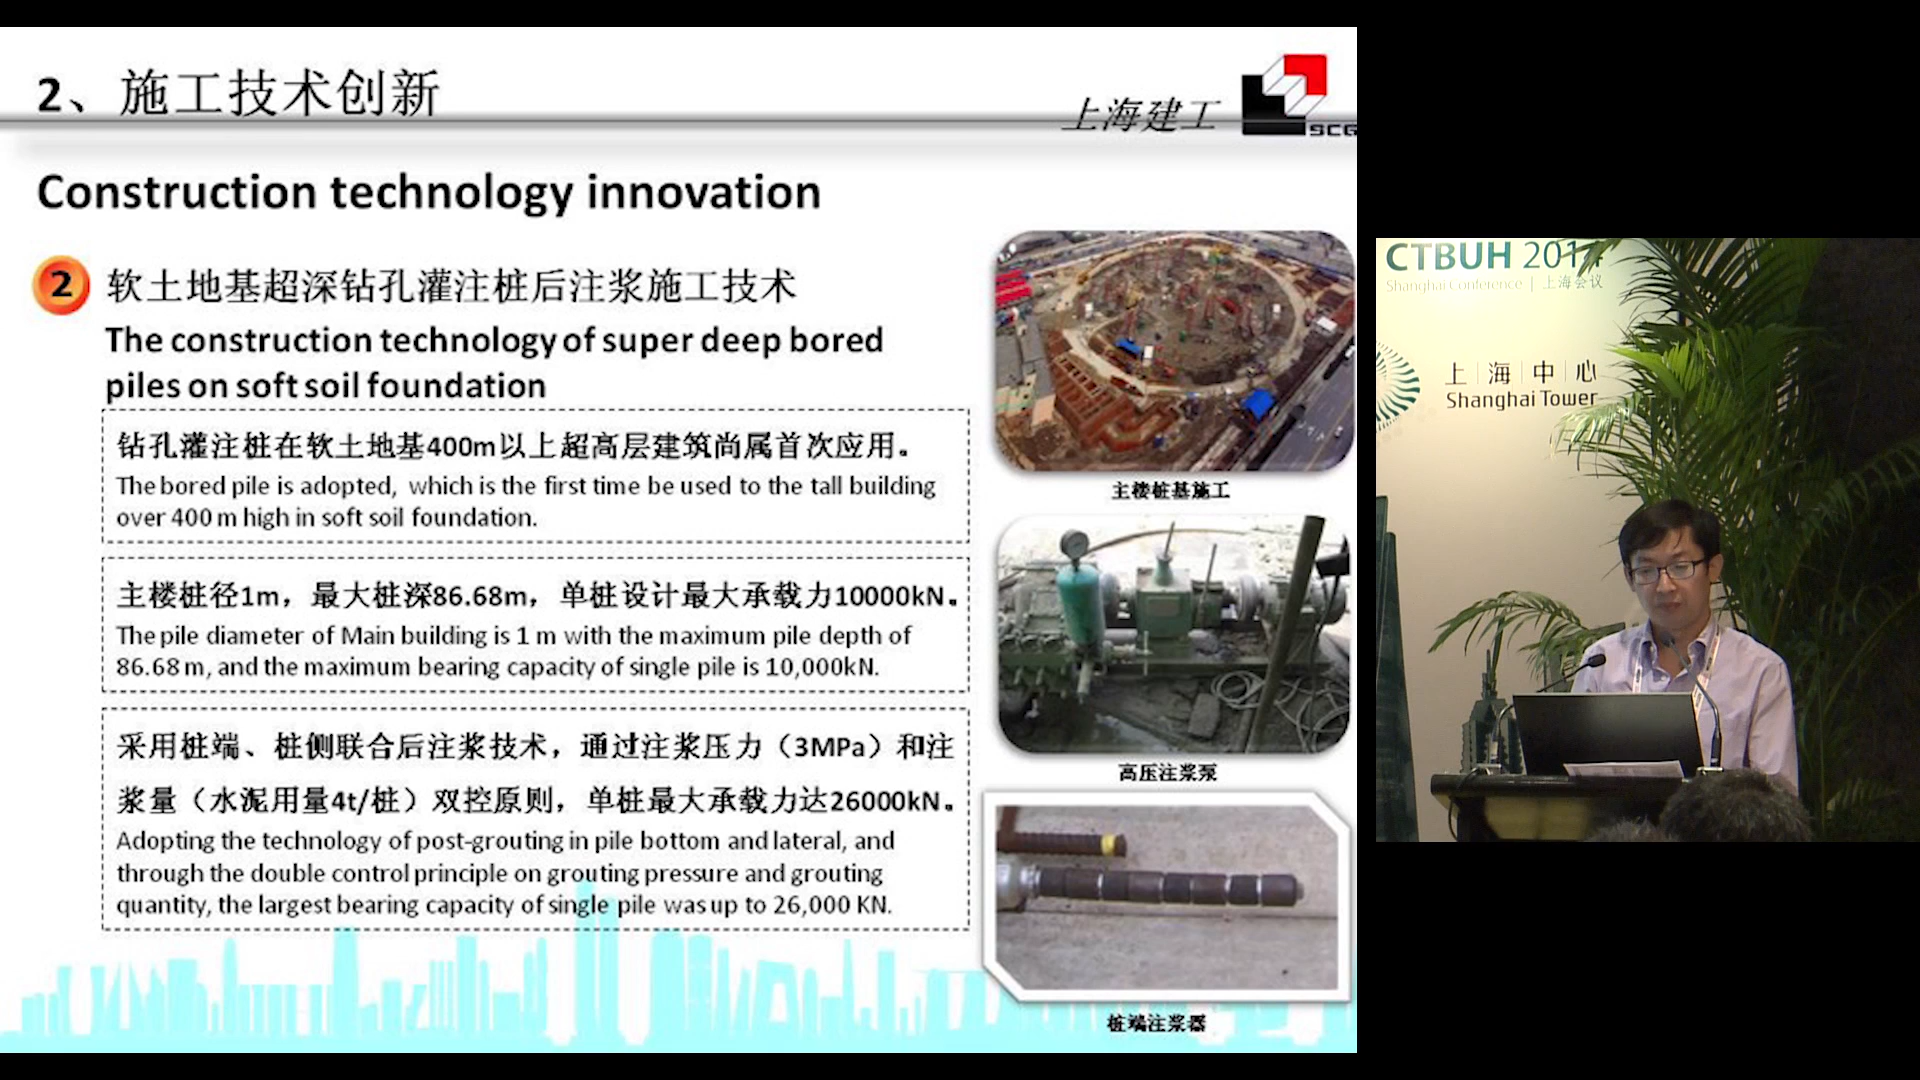 2、施工技术创新
上海建工
SCG
Construction technology innovation
2 软土地基超深钻孔灌注桩后注浆施工技术
The construction technology of super deep bored
piles on soft soil foundation
钻孔灌注桩在软土地基400m以上超高层建筑尚属首次应用。
The bored pile is adopted, which is the first time be used to the tall building
over 400 m high in soft soil foundation.
主楼桩径1m，最大桩深86.68m，单桩设计最大承载力10000kN。
The pile diameter of Main building is 1 m with the maximum pile depth of
86.68 m, and the maximum bearing capacity of single pile is 10,000kN.
采用桩端、桩侧联合后注浆技术，通过注浆压力（3MPa）和注
浆量（水泥用量4t/桩）双控原则，单桩最大承载力达26000kN。
Adopting the technology of post-grouting in pile bottom and lateral, and
through the double control principle on grouting pressure and grouting
quantity, the largest bearing capacity of single pile was up to 26,000 KN.
主楼桩基施工
高压注浆泵
桩端注浆器
CTBUH 2014
Shanghai Conference | 上海会议
上海中心
Shanghai Tower